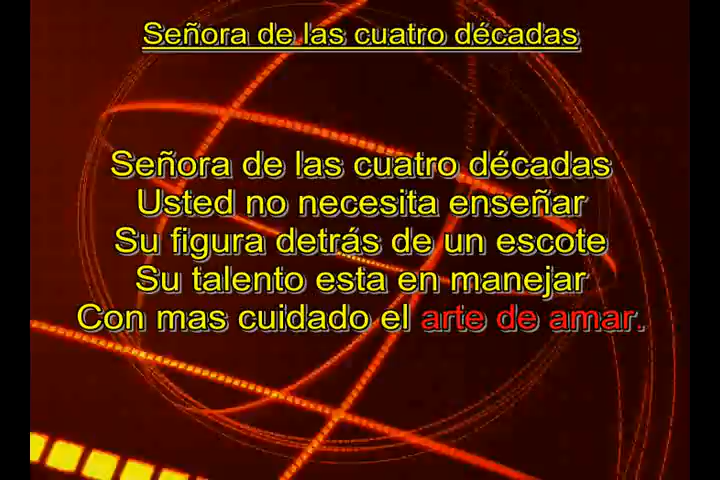 Señora de las cuatro décadas
Señora de las cuatro décadas
Usted no necesita enseñar
Su figura detrás de un escote
Su talento esta en manejar
Con mas cuidado el arte de amar.